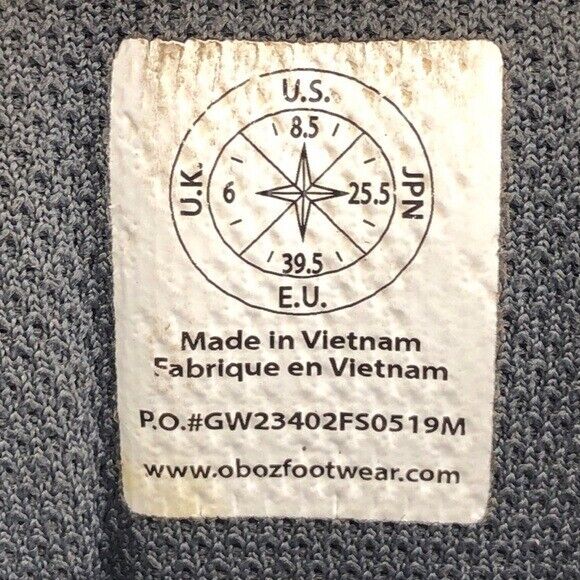 U.S.
8.5
U.K.
6
25.5
JPN
39.5
E.U.
Made in Vietnam
Fabrique en Vietnam
P.O.#GW23402FS0519M
www.obozfootwear.com